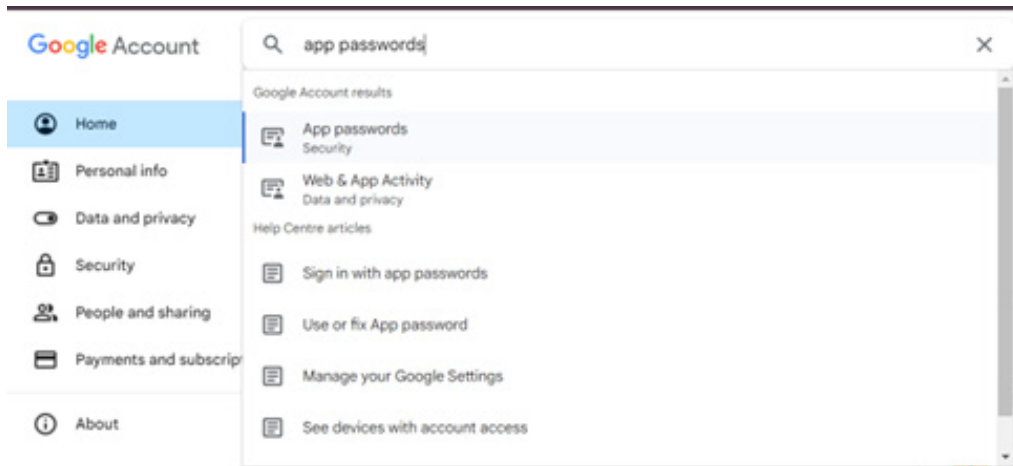 Google Account
app passwords
Home
Personal info
Data and privacy
Security
People and sharing
Payments and subscrip
About
Google Account results
App passwords
Security
Web & App Activity
Data and privacy
Help Centre articles
Sign in with app passwords
Use or fix App password
Manage your Google Settings
See devices with account access